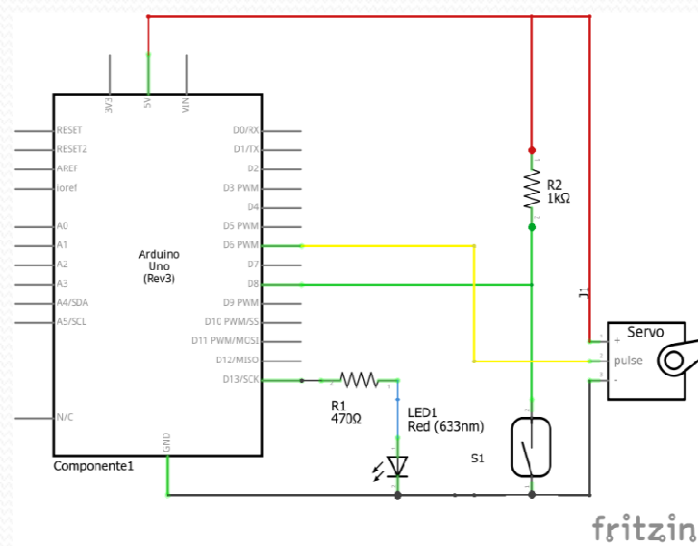 3V3
5V
VIN
RESET
RESET2
AREF
ioref
A0
A1
A2
A3
A4/SDA
A5/SCL
N/C
GND
D0/RX
D1/TX
D2
D3 PWM
D4
D5 PWM
D6 PWM
D7
D8
D9 PWM
D10 PWM/SS
D11 PWM/MOSI
D12/MISO
D13/SCK
Arduino
Uno
(Rev3)
Componente1
R1
470Ω
LED1
Red (633nm)
S1
R2
1kΩ
J1
Servo
+
pulse
-
fritzin